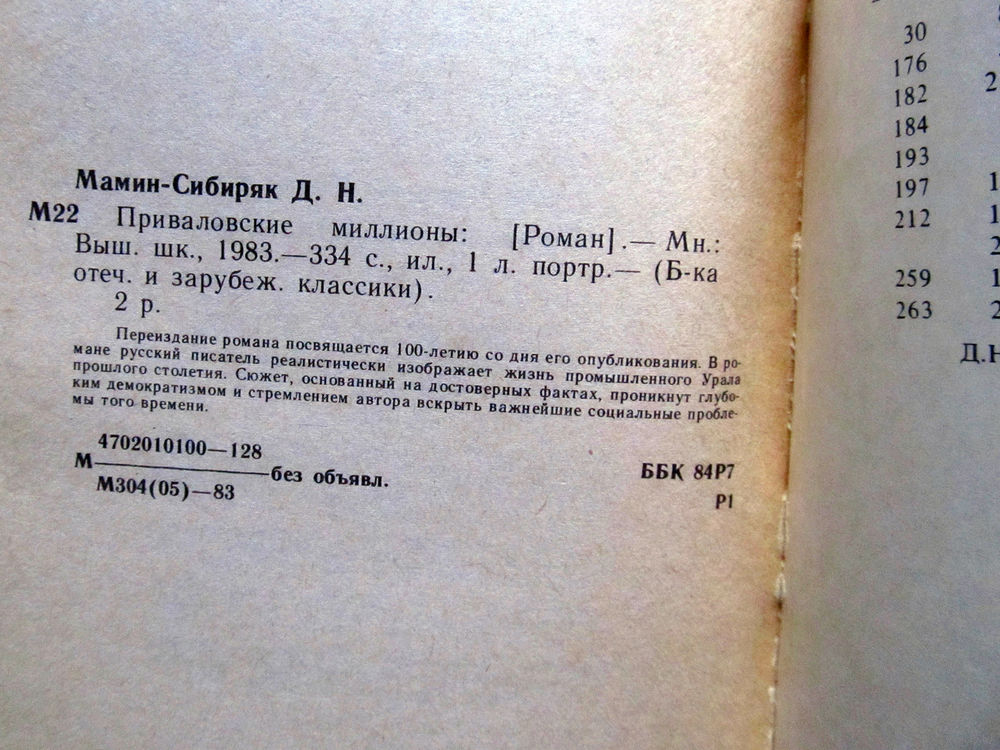 Мамин-Сибиряк Д. Н.
М22 Приваловские миллионы: [Роман].— Мн.:
Выш. шк., 1983.—334 с., ил., 1 л. портр.— (Б-ка
отеч. и зарубеж. классики).
2 р.
Переиздание романа посвящается 100-летию со дня его опубликования. В ро-
мане русский писатель реалистически изображает жизнь промышленного Урала
прошлого столетия. Сюжет, основанный на достоверных фактах, проникнут глубо-
ким демократизмом и стремлением автора вскрыть важнейшие социальные пробле-
мы того времени.
4702010100—128
М————без объявл.
М304(05)—83
ББК 84Р7
Р1
30
176
182
184
193
197
212
259
263
Д.Н